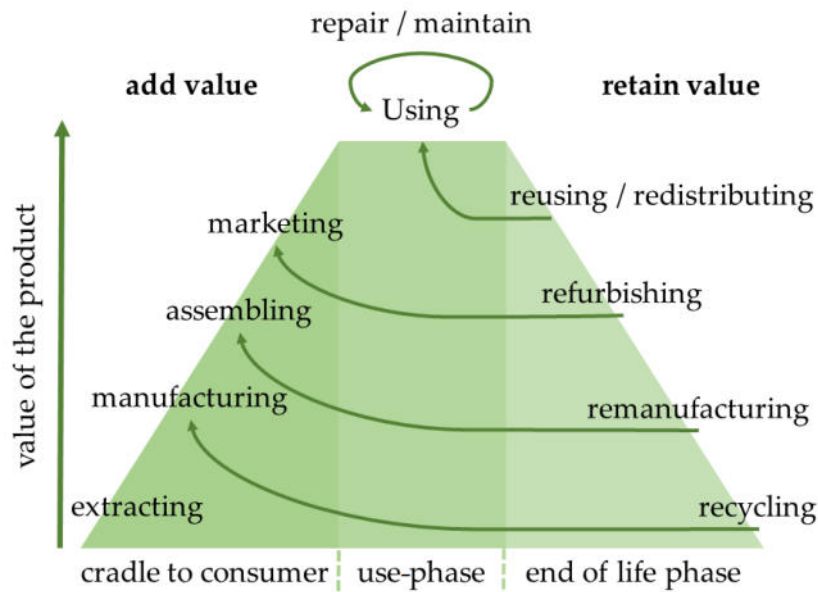 repair / maintain
add value
retain value
Using
reusing / redistributing
marketing
refurbishing
assembling
manufacturing
remanufacturing
extracting
recycling
value of the product
cradle to consumer
use-phase
end of life phase